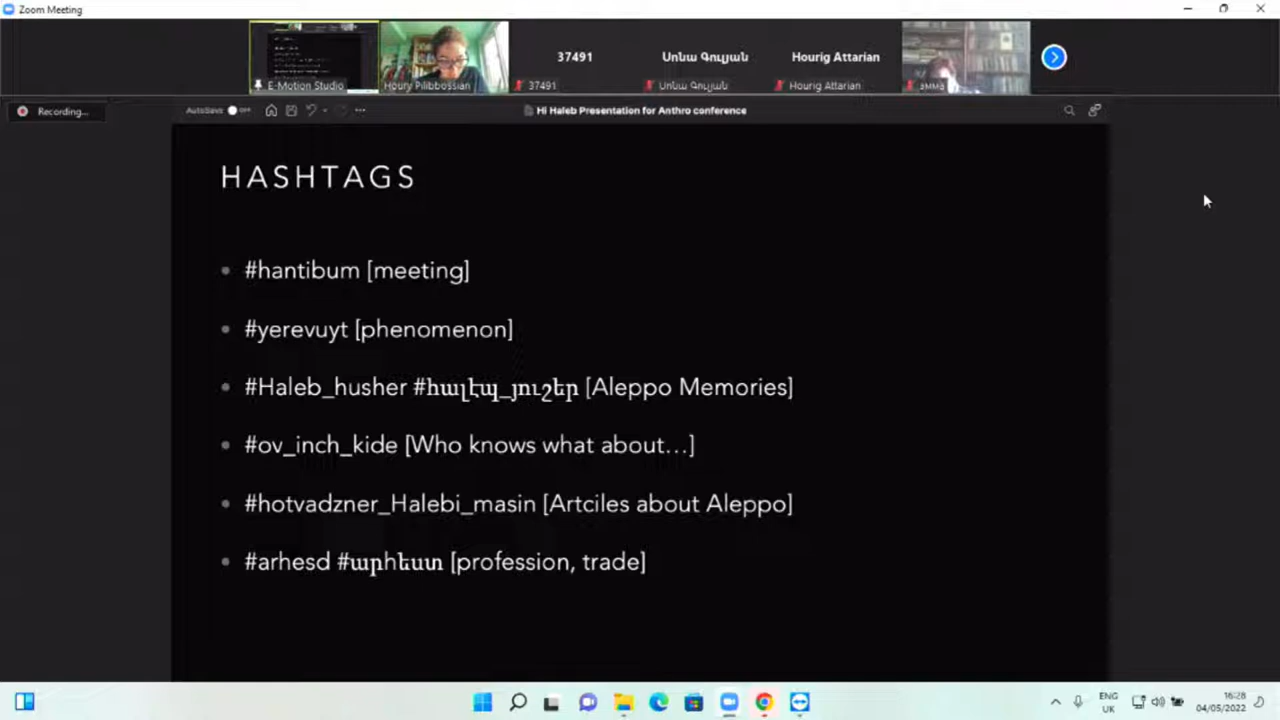 Zoom Meeting
37491
Սոնա Գույան
Hourig Attarian
E-Motion Studio
Houry Pilibbossian
37491
Սոնա Գույան
Hourig Attarian
Recording...
AutoSave
Hi Haleb Presentation for Anthro conference
HASHTAGS
#hantibum [meeting]
#yerevuyt [phenomenon]
#Haleb_husher #հալէպ_յուշեր [Aleppo Memories]
#ov_inch_kide [Who knows what about…]
#hotvadzner_Halebi_masin [Artciles about Aleppo]
#arhesd #արհեստ [profession, trade]
ENG
UK
16:28
04/05/2022